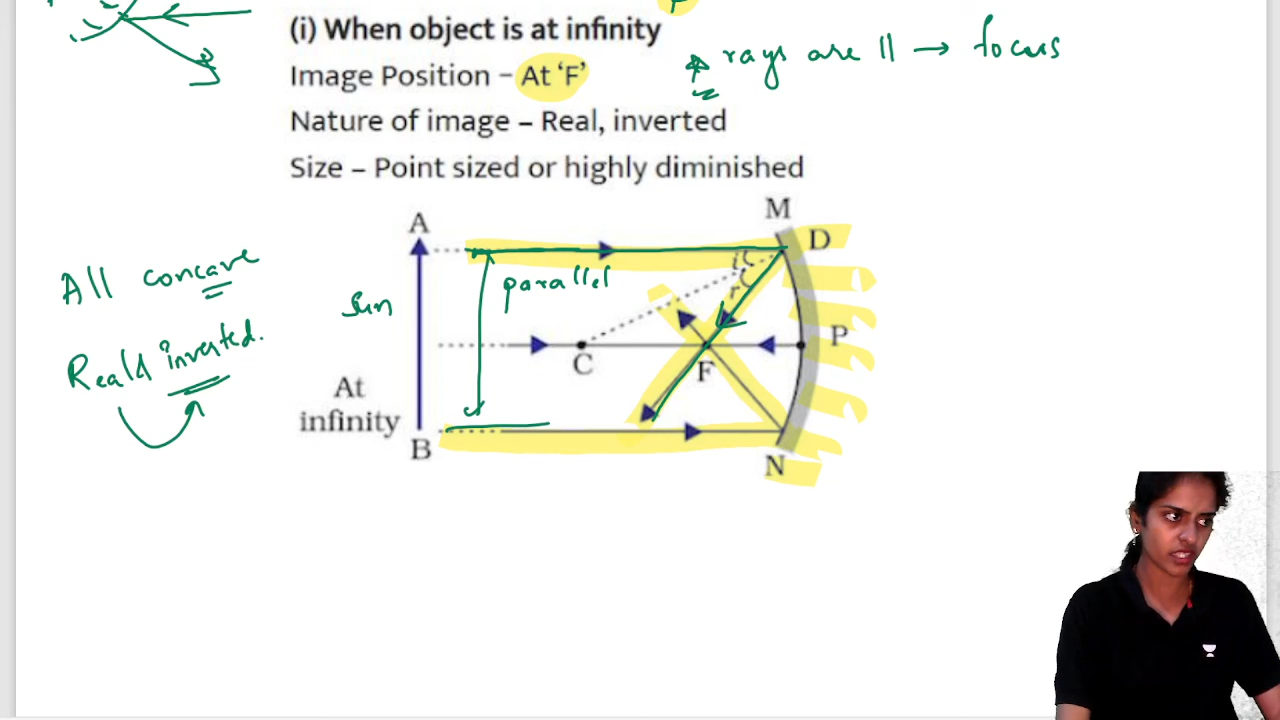 (i) When object is at infinity
rays are || → focus
Image Position – At 'F'
Nature of image – Real, inverted
Size – Point sized or highly diminished
M
A
D
i
parallel
r
All concave
Sun
P
C
F
Real & inverted.
At
infinity
B
N